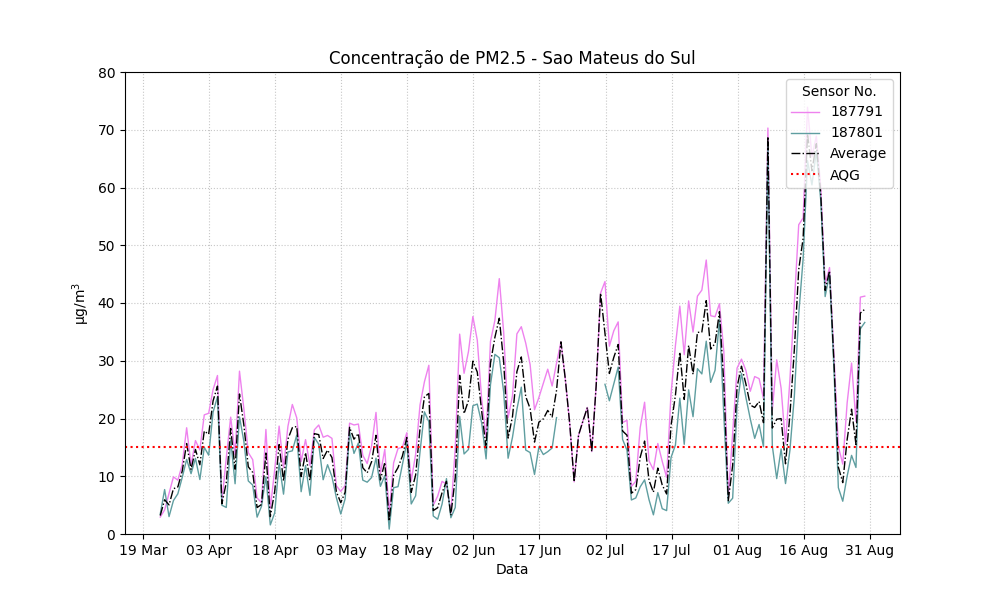 Concentração de PM2.5 - Sao Mateus do Sul
80
70
60
50
40
30
20
10
0
µg/m³
Sensor No.
187791
187801
Average
AQG
19 Mar 03 Apr 18 Apr 03 May 18 May 02 Jun 17 Jun 02 Jul 17 Jul 01 Aug 16 Aug 31 Aug
Data